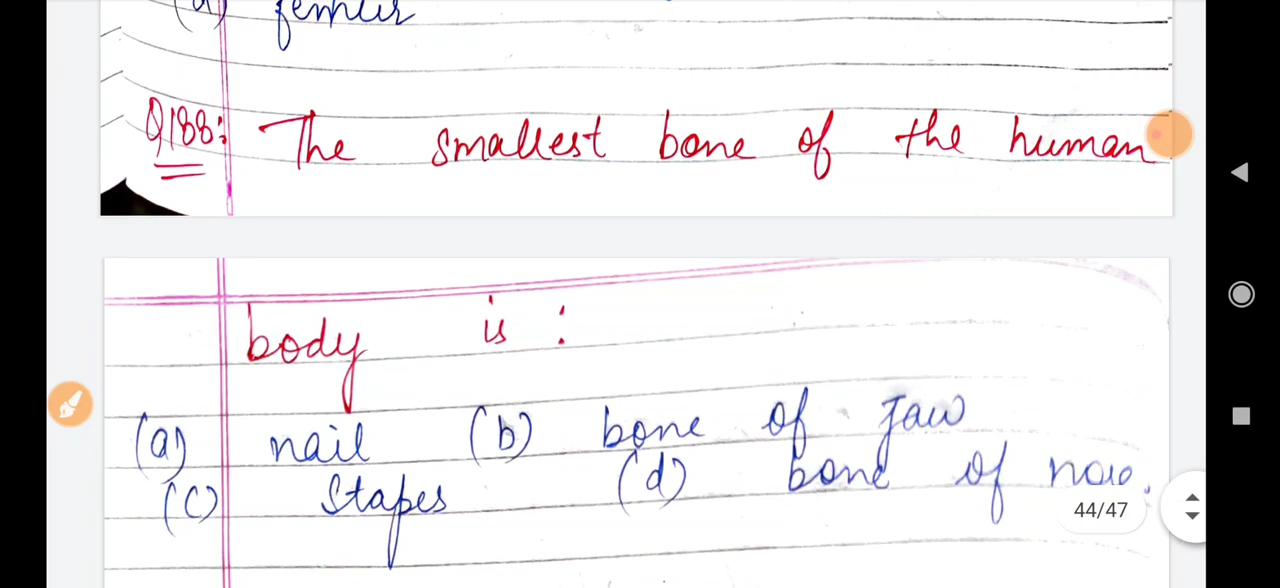 (d) femur
Q188: The smallest bone of the human
body is :
(a) nail (b) bone of Jaw
(c) Stapes (d) bone of
44/47